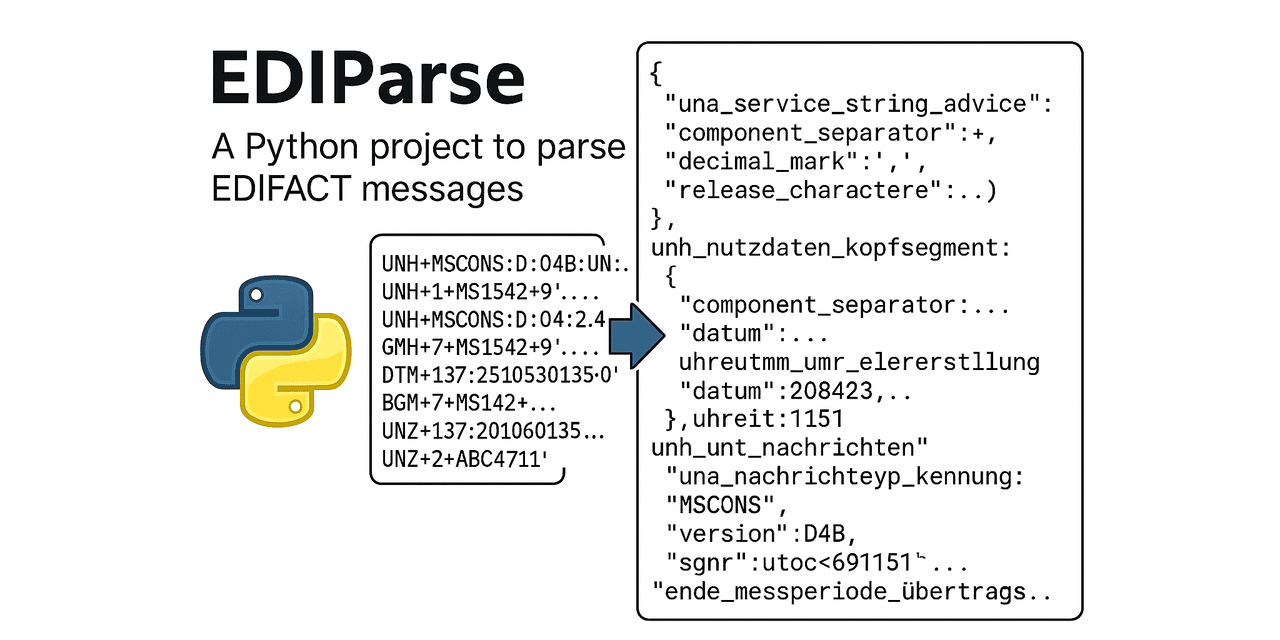 EDIParse
A Python project to parse
EDIFACT messages
UNH+MSCONS:D:04B:UN:.
UNH+1+MS1542+9'....
UNH+MSCONS:D:04:2.4
GMH+7+MS1542+9'....
DTM+137:2510530135·0'
BGM+7+MS142+...
UNZ+137:201060135...
UNZ+2+ABC4711'
{
"una_service_string_advice":
"component_separator":+,
"decimal_mark":',',
"release_charactere":..)
},
unh_nutzdaten_kopfsegment:
{
"component_separator:...
"datum":...
uhreutmm_umr_elererstllung
"datum":208423,..
},uhreit:1151
unh_unt_nachrichten"
"una_nachrichteyp_kennung:
"MSCONS",
"version":D4B,
"sgnr":utoc<691151'...
"ende_messperiode_übertrags..